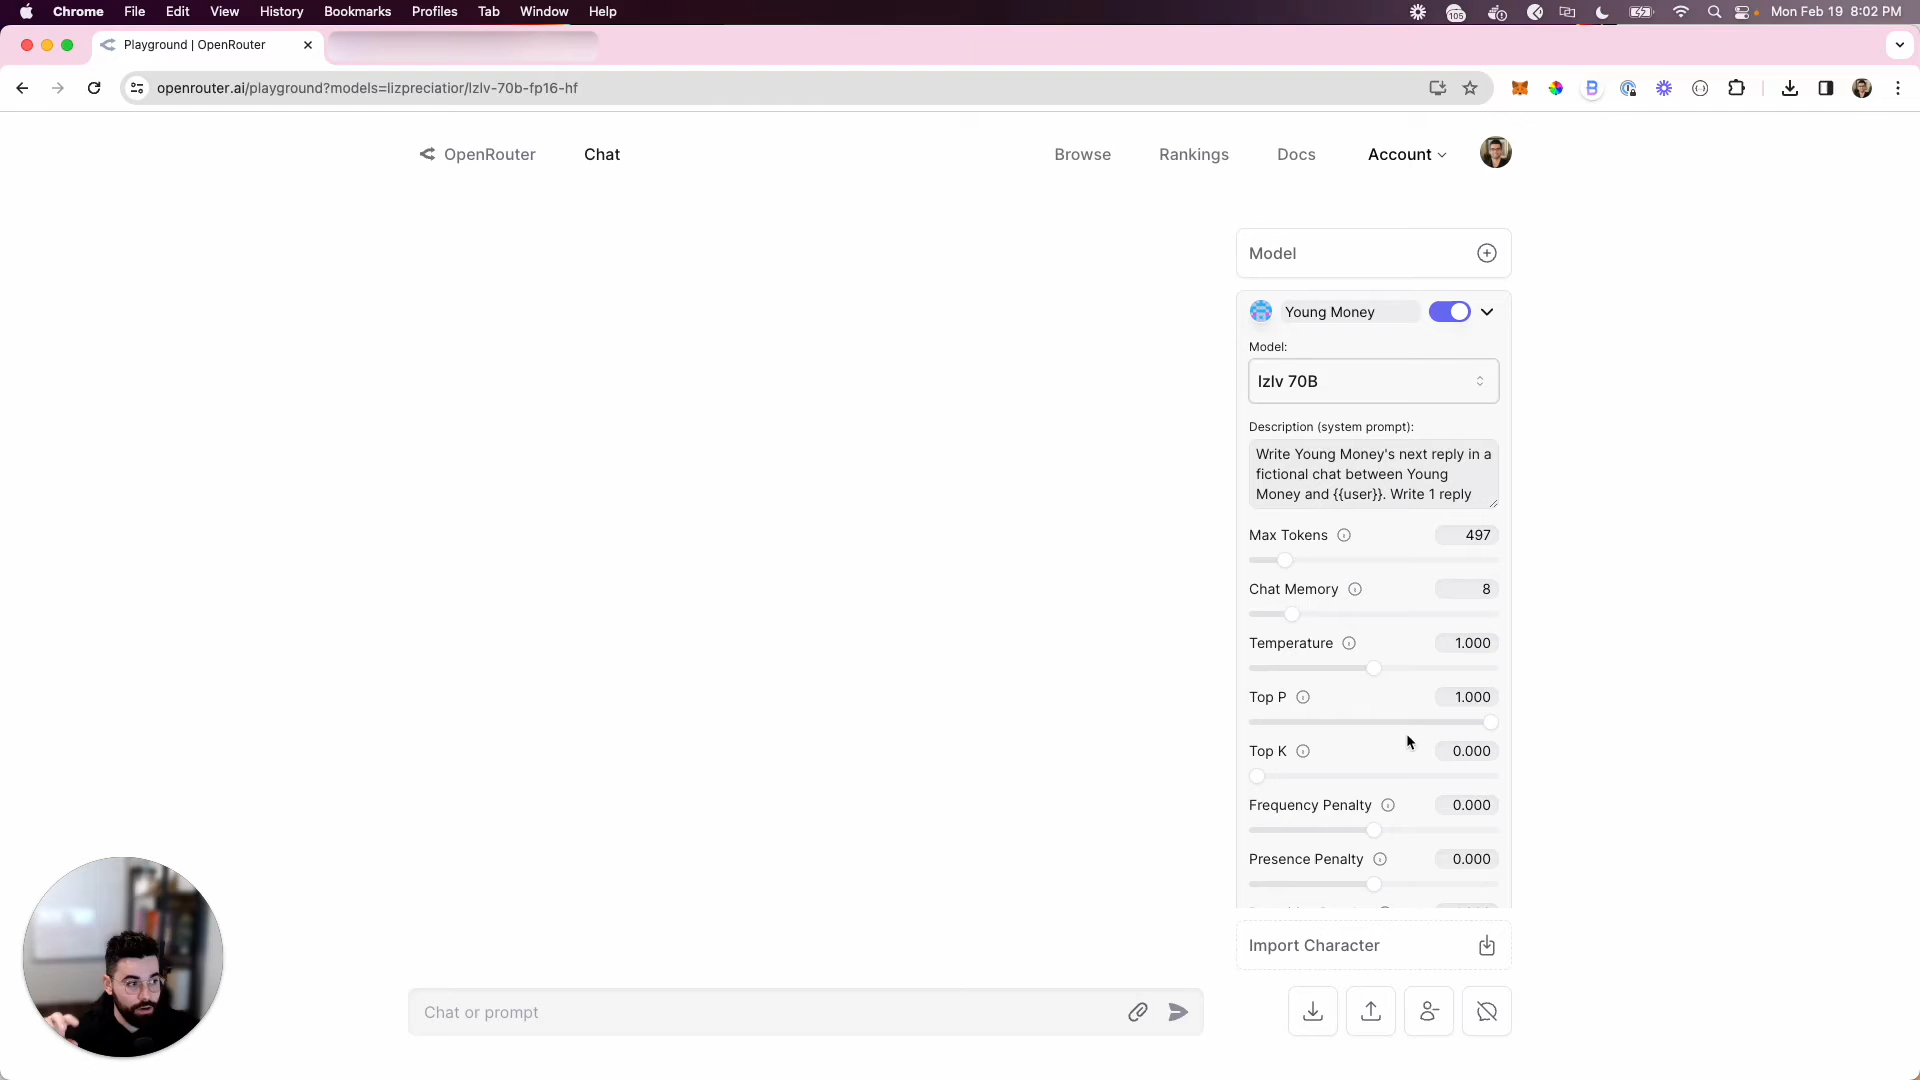 Chrome File Edit View History Bookmarks Profiles Tab Window Help
105 Mon Feb 19 8:02 PM
Playground | OpenRouter
openrouter.ai/playground?models=lizpreciatior/lzlv-70b-fp16-hf
OpenRouter Chat Browse Rankings Docs Account
Model
Young Money
Model:
lzlv 70B
Description (system prompt):
Write Young Money's next reply in a
fictional chat between Young
Money and {{user}}. Write 1 reply
Max Tokens 497
Chat Memory 8
Temperature 1.000
Top P 1.000
Top K 0.000
Frequency Penalty 0.000
Presence Penalty 0.000
Import Character
Chat or prompt